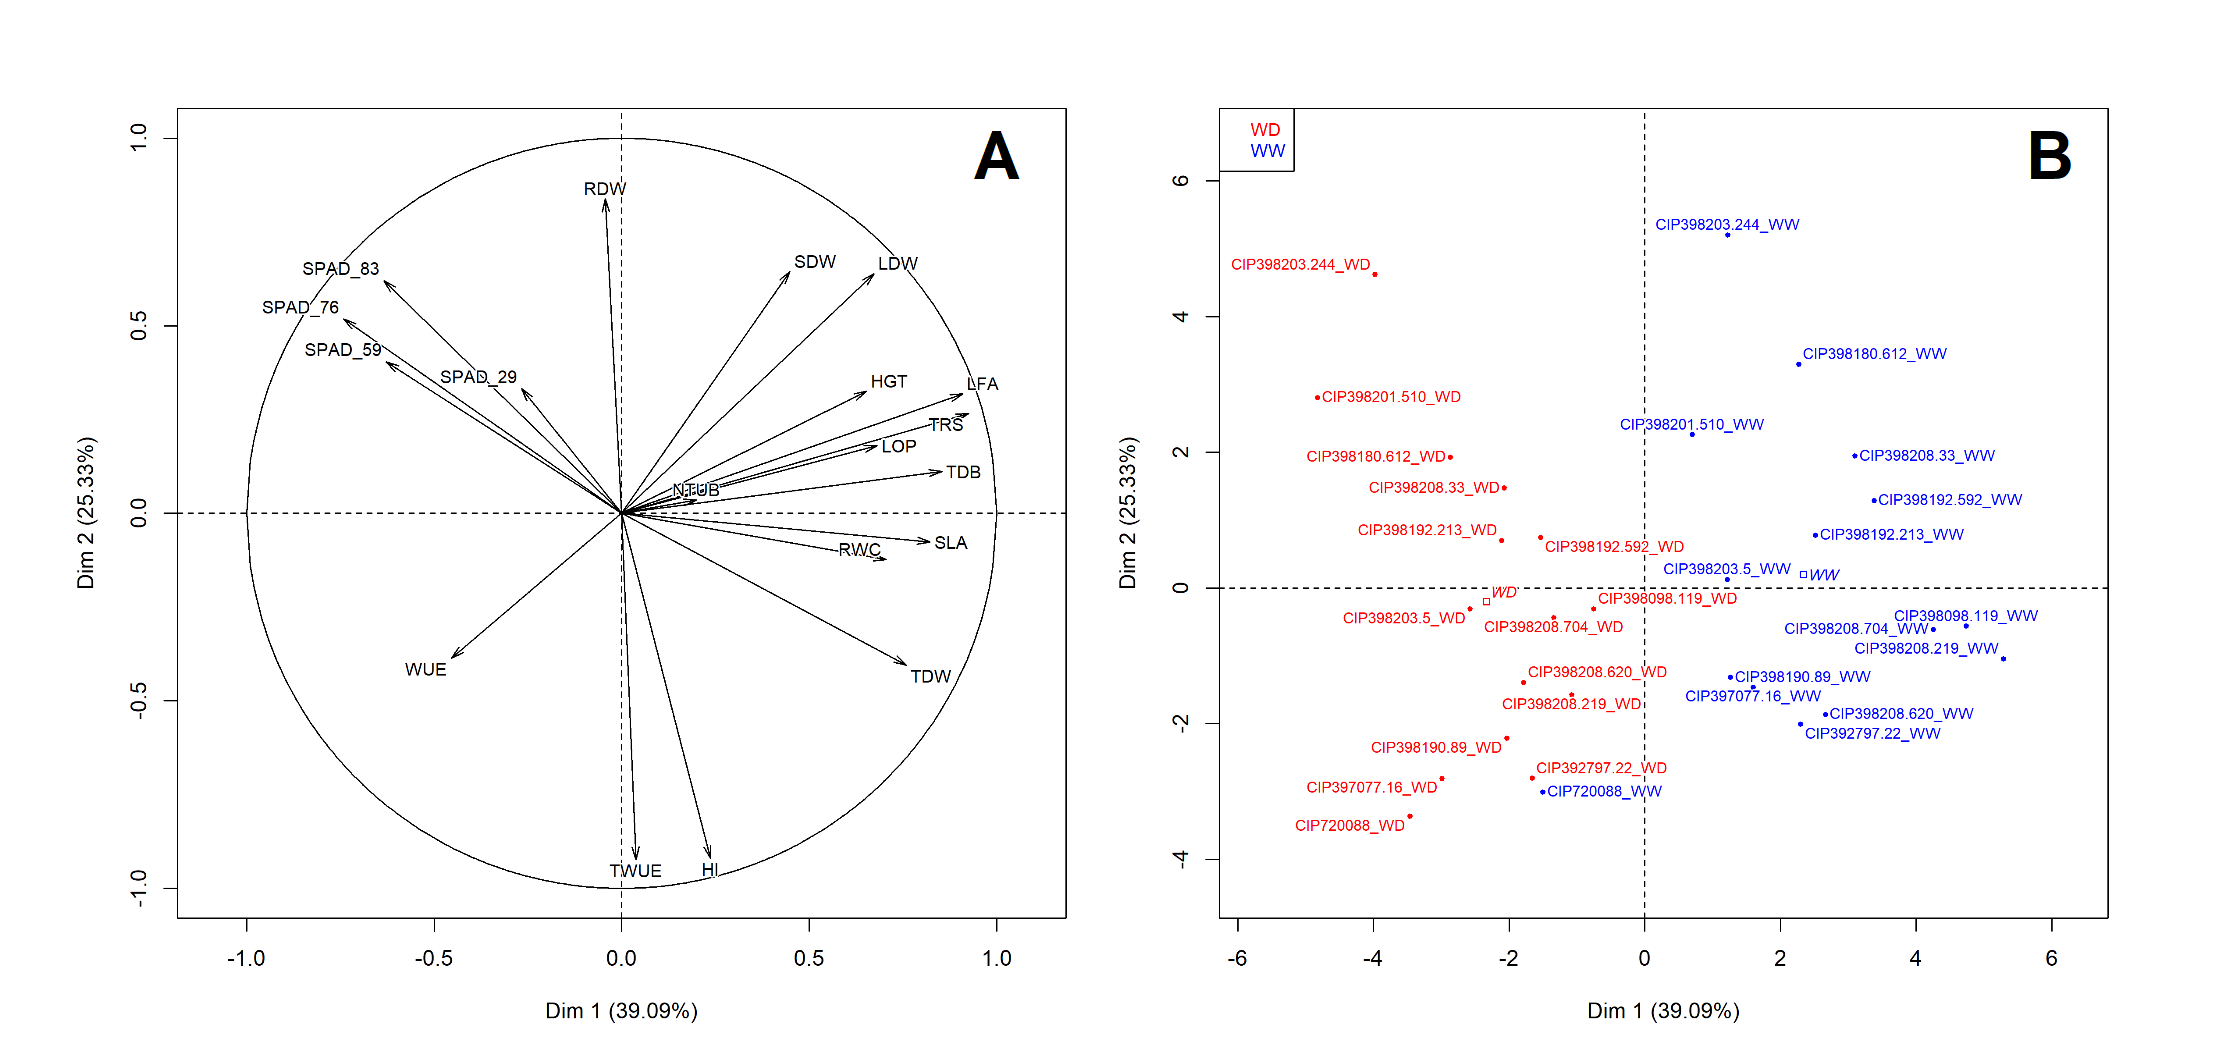 A
RDW
SDW
LDW
SPAD_83
SPAD_76
SPAD_59
SPAD_29
HGT
LFA
TRS
LOP
TDB
NTUB
SLA
RWC
WUE
TDW
TWUE
HI
1.0
0.5
0.0
-0.5
-1.0
Dim 2 (25.33%)
-1.0
-0.5
0.0
0.5
1.0
Dim 1 (39.09%)
B
WD
WW
CIP398203.244_WW
CIP398203.244_WD
CIP398180.612_WW
CIP398201.510_WD
CIP398201.510_WW
CIP398180.612_WD
CIP398208.33_WW
CIP398208.33_WD
CIP398192.592_WW
CIP398192.213_WD
CIP398192.213_WW
CIP398192.592_WD
CIP398203.5_WW
WW
WD
CIP398098.119_WD
CIP398203.5_WD
CIP398208.704_WD
CIP398098.119_WW
CIP398208.704_WW
CIP398208.219_WW
CIP398208.620_WD
CIP398190.89_WW
CIP397077.16_WW
CIP398208.219_WD
CIP398208.620_WW
CIP392797.22_WW
CIP398190.89_WD
CIP392797.22_WD
CIP397077.16_WD
CIP720088_WW
CIP720088_WD
6
4
2
0
-2
-4
Dim 2 (25.33%)
-6
-4
-2
0
2
4
6
Dim 1 (39.09%)